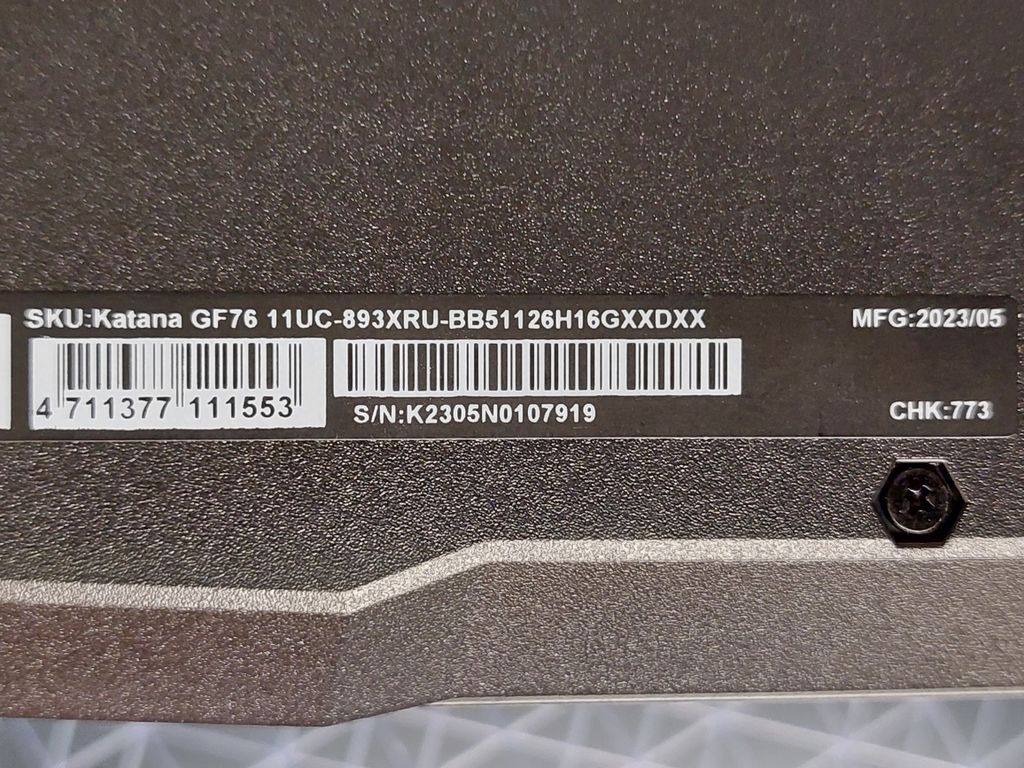 SKU:Katana GF76 11UC-893XRU-BB51126H16GXXDXX
MFG:2023/05
4 711377 111553
S/N:K2305N0107919
CHK:773